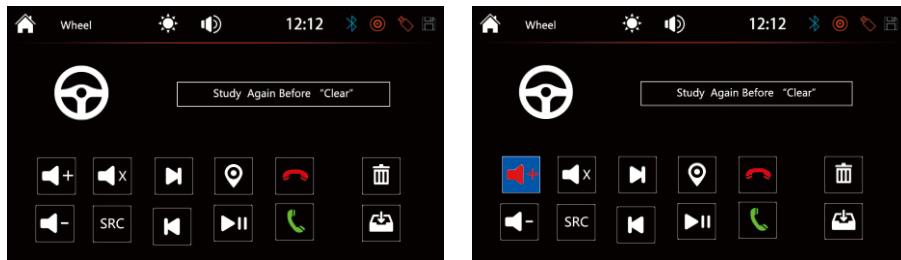 Wheel 12:12
Study Again Before "Clear"
+ x
- SRC
Wheel 12:12
Study Again Before "Clear"
+ x
- SRC